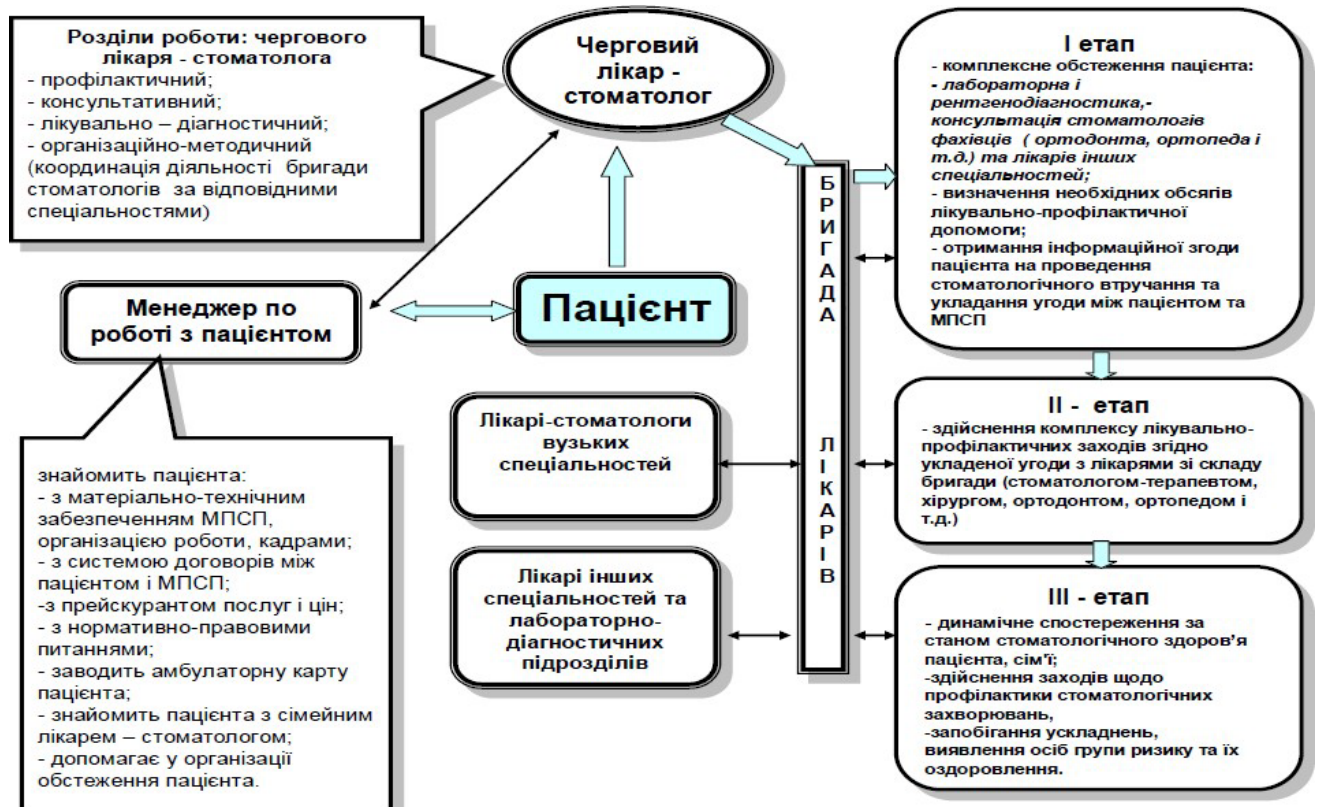 Розділи роботи: чергового
лікаря - стоматолога
- профілактичний;
- консультативний;
- лікувально – діагностичний;
- організаційно-методичний
(координація діяльності бригади
стоматологів за відповідними
спеціальностями)
Черговий
лікар -
стоматолог
Менеджер по
роботі з пацієнтом
Пацієнт
знайомить пацієнта:
- з матеріально-технічним
забезпеченням МПСП,
організацією роботи, кадрами;
- з системою договорів між
пацієнтом і МПСП;
-з прейскурантом послуг і цін;
- з нормативно-правовими
питаннями;
- заводить амбулаторну карту
пацієнта;
- знайомить пацієнта з сімейним
лікарем – стоматологом;
- допомагає у організації
обстеження пацієнта.
Лікарі-стоматологи
вузьких
спеціальностей
Лікарі інших
спеціальностей та
лабораторно-
діагностичних
підрозділів
БРИГАДА
ЛІКАРІВ
І етап
- комплексне обстеження пацієнта:
- лабораторна і
рентгенодіагностика,-
консультація стоматологів
фахівців ( ортодонта, ортопеда і
т.д.) та лікарів інших
спеціальностей;
- визначення необхідних обсягів
лікувально-профілактичної
допомоги;
- отримання інформаційної згоди
пацієнта на проведення
стоматологічного втручання та
укладання угоди між пацієнтом та
МПСП
ІІ - етап
- здійснення комплексу лікувально-
профілактичних заходів згідно
укладеної угоди з лікарями зі складу
бригади (стоматологом-терапевтом,
хірургом, ортодонтом, ортопедом і
т.д.)
ІІІ - етап
- динамічне спостереження за
станом стоматологічного здоров’я
пацієнта, сім'ї;
-здійснення заходів щодо
профілактики стоматологічних
захворювань,
-запобігання ускладнень,
виявлення осіб групи ризику та їх
оздоровлення.